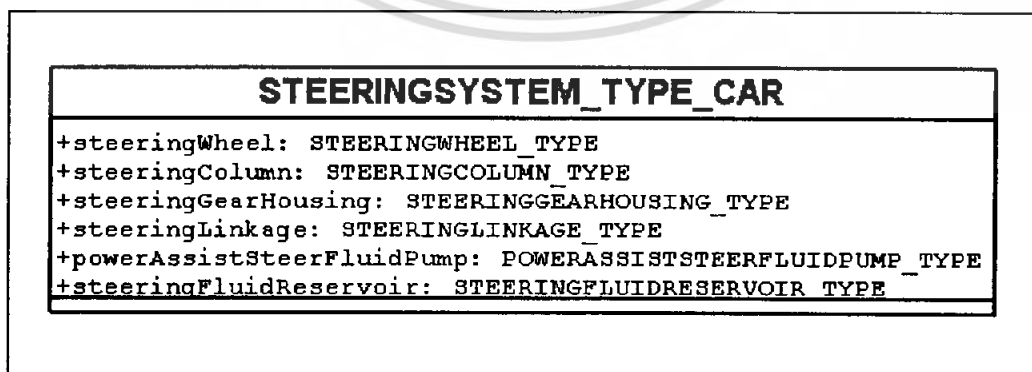 STEERINGSYSTEM_TYPE_CAR
+steeringWheel: STEERINGWHEEL_TYPE
+steeringColumn: STEERINGCOLUMN_TYPE
+steeringGearHousing: STEERINGGEARHOUSING_TYPE
+steeringLinkage: STEERINGLINKAGE_TYPE
+powerAssistSteerFluidPump: POWERASSISTSTEERFLUIDPUMP_TYPE
+steeringFluidReservoir: STEERINGFLUIDRESERVOIR_TYPE